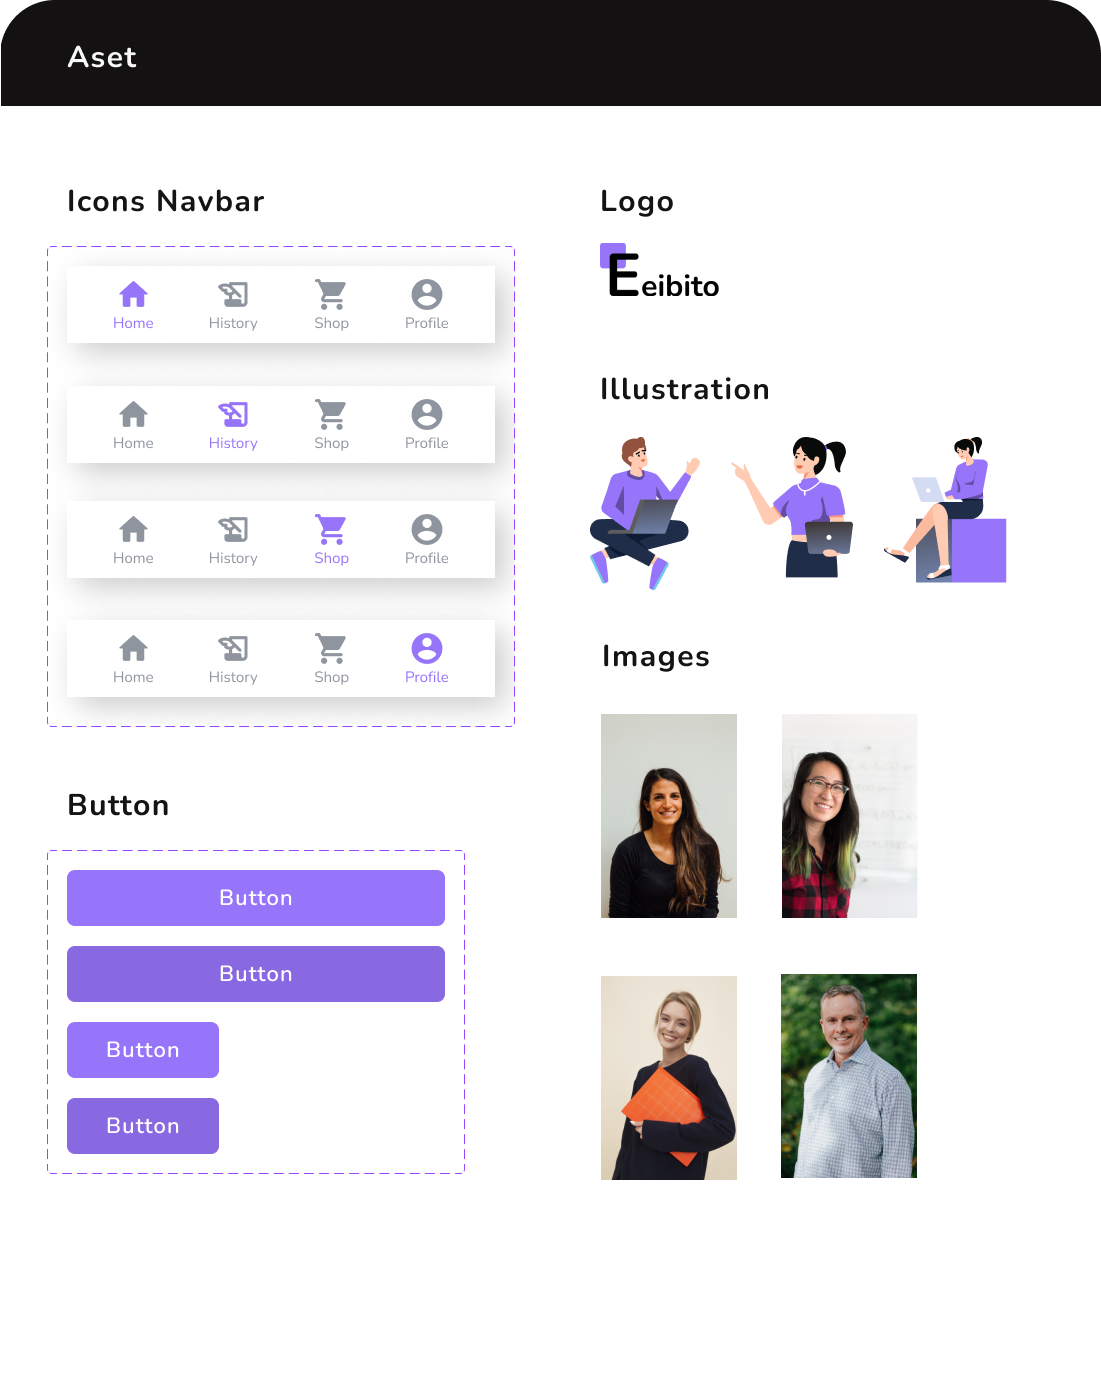 Aset
Icons Navbar
Home History Shop Profile
Home History Shop Profile
Home History Shop Profile
Home History Shop Profile
Button
Button
Button
Button
Button
Logo
Eeibito
Illustration
Images